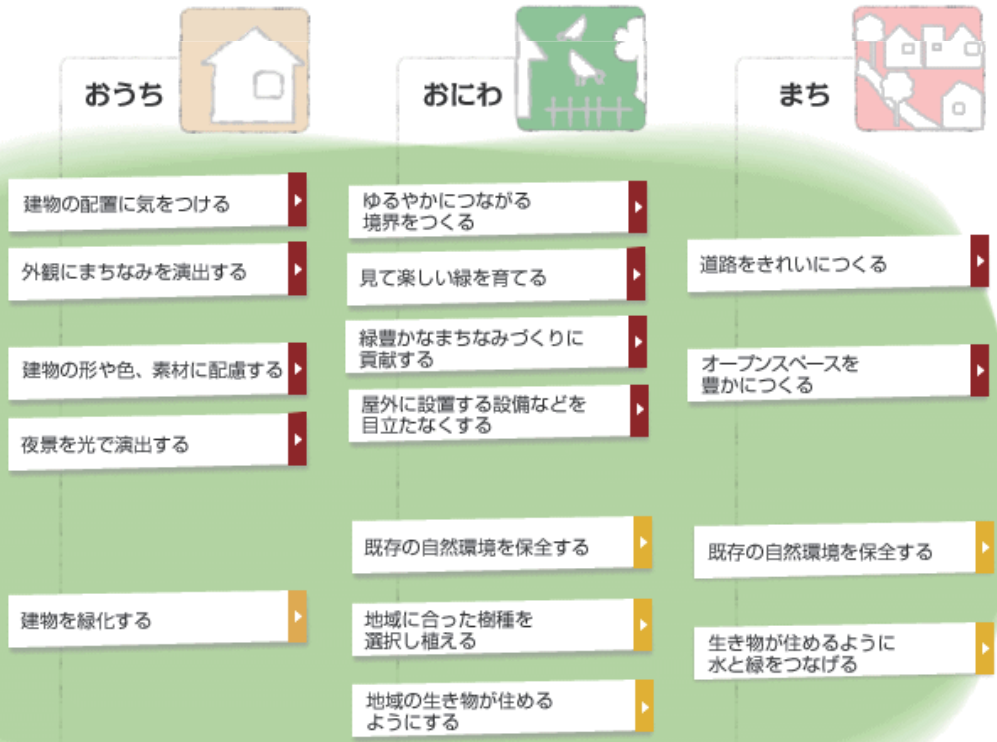 おうち
おにわ
まち
建物の配置に気をつける
外観にまちなみを演出する
建物の形や色、素材に配慮する
夜景を光で演出する
建物を緑化する
ゆるやかにつながる
境界をつくる
見て楽しい緑を育てる
緑豊かなまちなみづくりに
貢献する
屋外に設置する設備などを
目立たなくする
既存の自然環境を保全する
地域に合った樹種を
選択し植える
地域の生き物が住める
ようにする
道路をきれいにつくる
オープンスペースを
豊かにつくる
既存の自然環境を保全する
生き物が住めるように
水と緑をつなげる